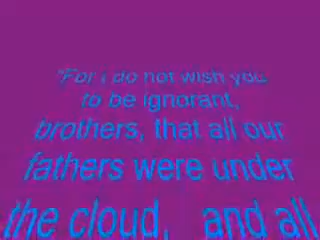 "For I do not wish you
to be ignorant,
brothers, that all our
fathers were under
the cloud, and all